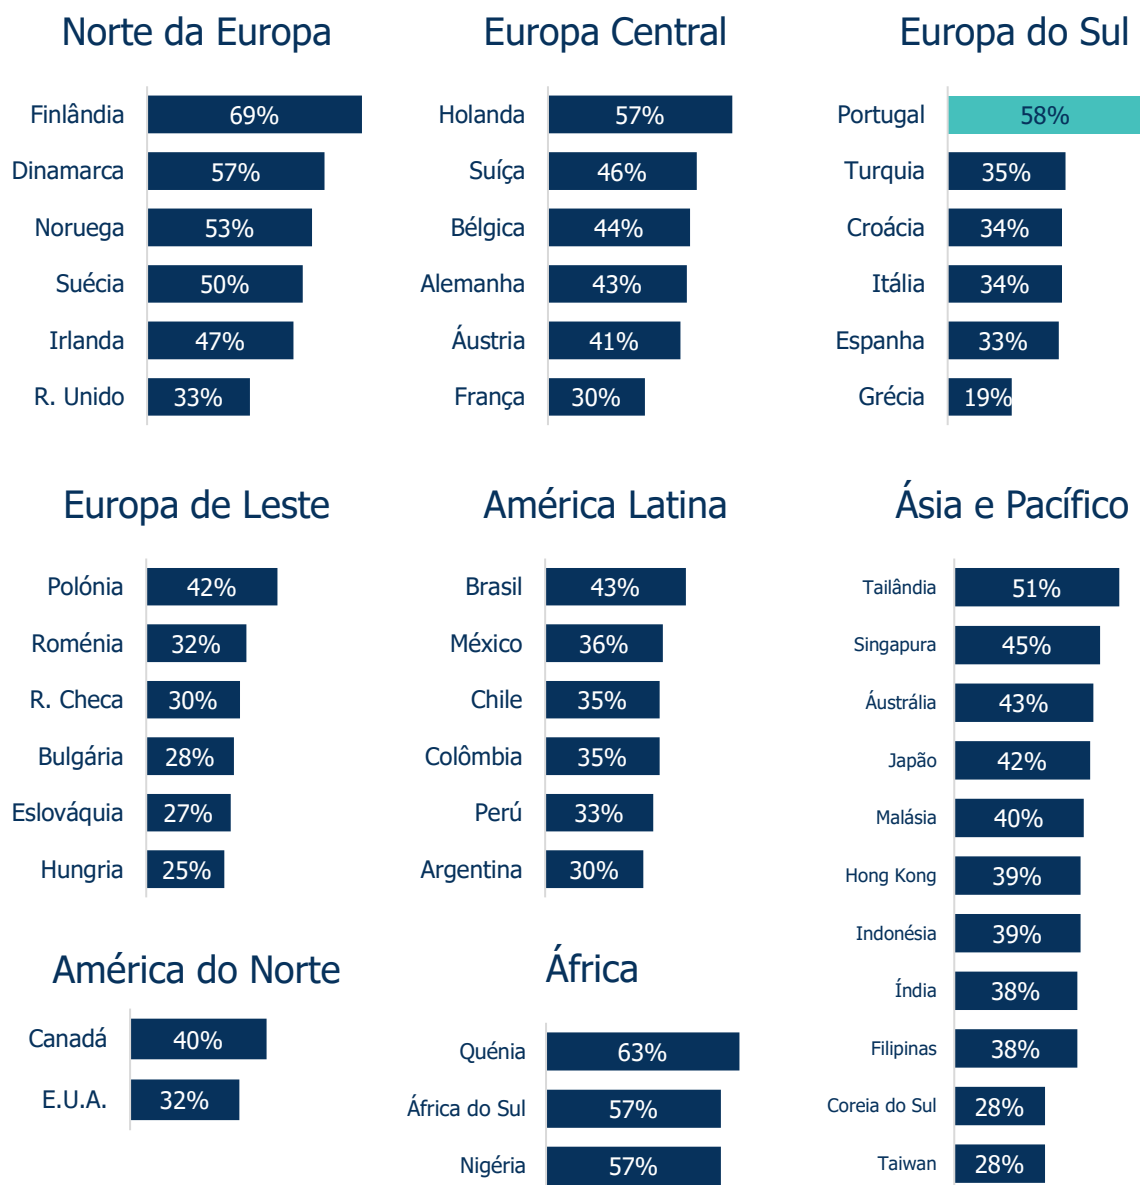 Norte da Europa
Finlândia 69%
Dinamarca 57%
Noruega 53%
Suécia 50%
Irlanda 47%
R. Unido 33%
Europa Central
Holanda 57%
Suíça 46%
Bélgica 44%
Alemanha 43%
Áustria 41%
França 30%
Europa do Sul
Portugal 58%
Turquia 35%
Croácia 34%
Itália 34%
Espanha 33%
Grécia 19%
Europa de Leste
Polónia 42%
Roménia 32%
R. Checa 30%
Bulgária 28%
Eslováquia 27%
Hungria 25%
América Latina
Brasil 43%
México 36%
Chile 35%
Colômbia 35%
Perú 33%
Argentina 30%
Ásia e Pacífico
Tailândia 51%
Singapura 45%
Áustrália 43%
Japão 42%
Malásia 40%
Hong Kong 39%
Indonésia 39%
Índia 38%
Filipinas 38%
Coreia do Sul 28%
Taiwan 28%
América do Norte
Canadá 40%
E.U.A. 32%
África
Quénia 63%
África do Sul 57%
Nigéria 57%